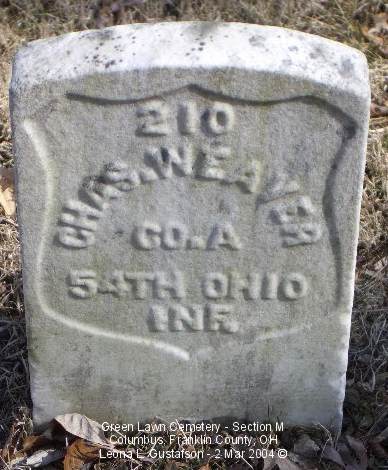 210
CHAS. WEAVER
CO. A
54TH OHIO
INF.
Green Lawn Cemetery - Section M
Columbus, Franklin County, OH
Leona L. Gustafson - 2 Mar 2004 ©